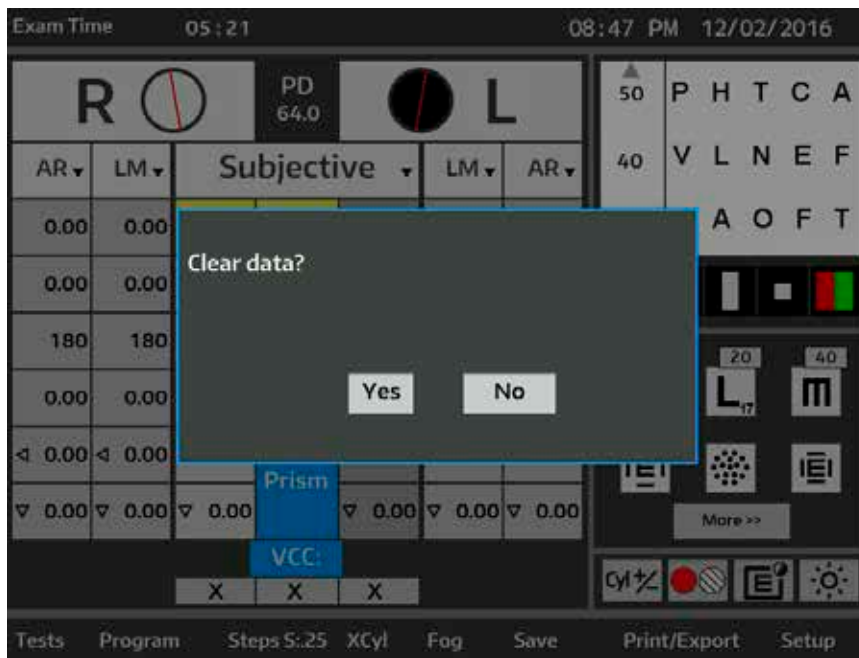 Exam Time 05:21 08:47 PM 12/02/2016
R PD 64.0 L
50 P H T C A
AR LM Subjective LM AR
40 V L N E F
0.00 0.00
A O F T
Clear data?
0.00 0.00
180 180
20 40
L 17 m
0.00 0.00
Yes No
0.00 0.00
E E
Prism
0.00 0.00 0.00 0.00 0.00 0.00
More >>
VCC:
X X X
Cyl +/- E
Tests Program Steps S:.25 XCyl Fog Save Print/Export Setup